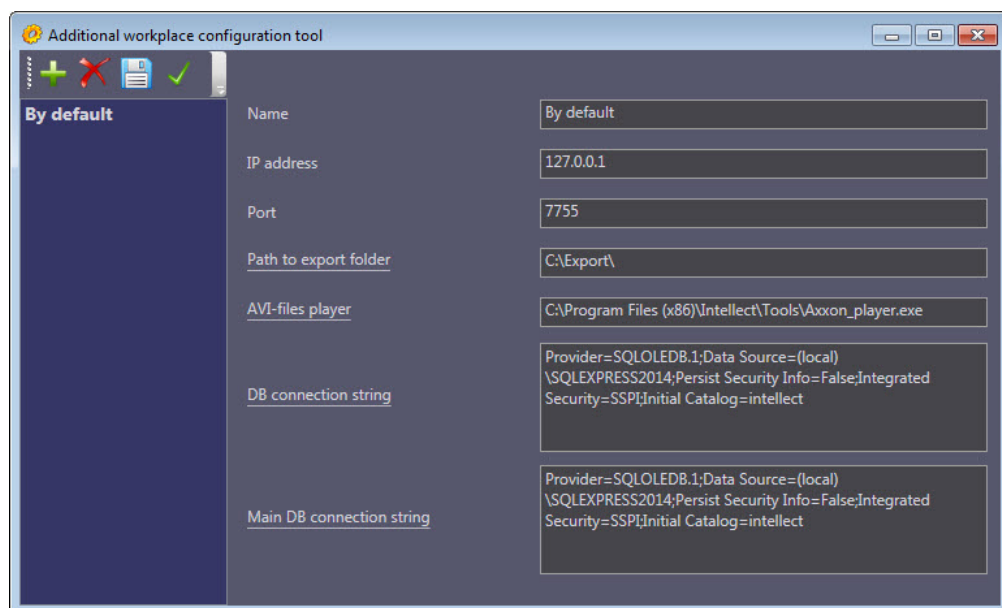 Additional workplace configuration tool
By default
Name
By default
IP address
127.0.0.1
Port
7755
Path to export folder
C:\Export\
AVI-files player
C:\Program Files (x86)\Intellect\Tools\Axxon_player.exe
DB connection string
Provider=SQLOLEDB.1;Data Source=(local)
\SQLEXPRESS2014;Persist Security Info=False;Integrated
Security=SSPI;Initial Catalog=intellect
Main DB connection string
Provider=SQLOLEDB.1;Data Source=(local)
\SQLEXPRESS2014;Persist Security Info=False;Integrated
Security=SSPI;Initial Catalog=intellect